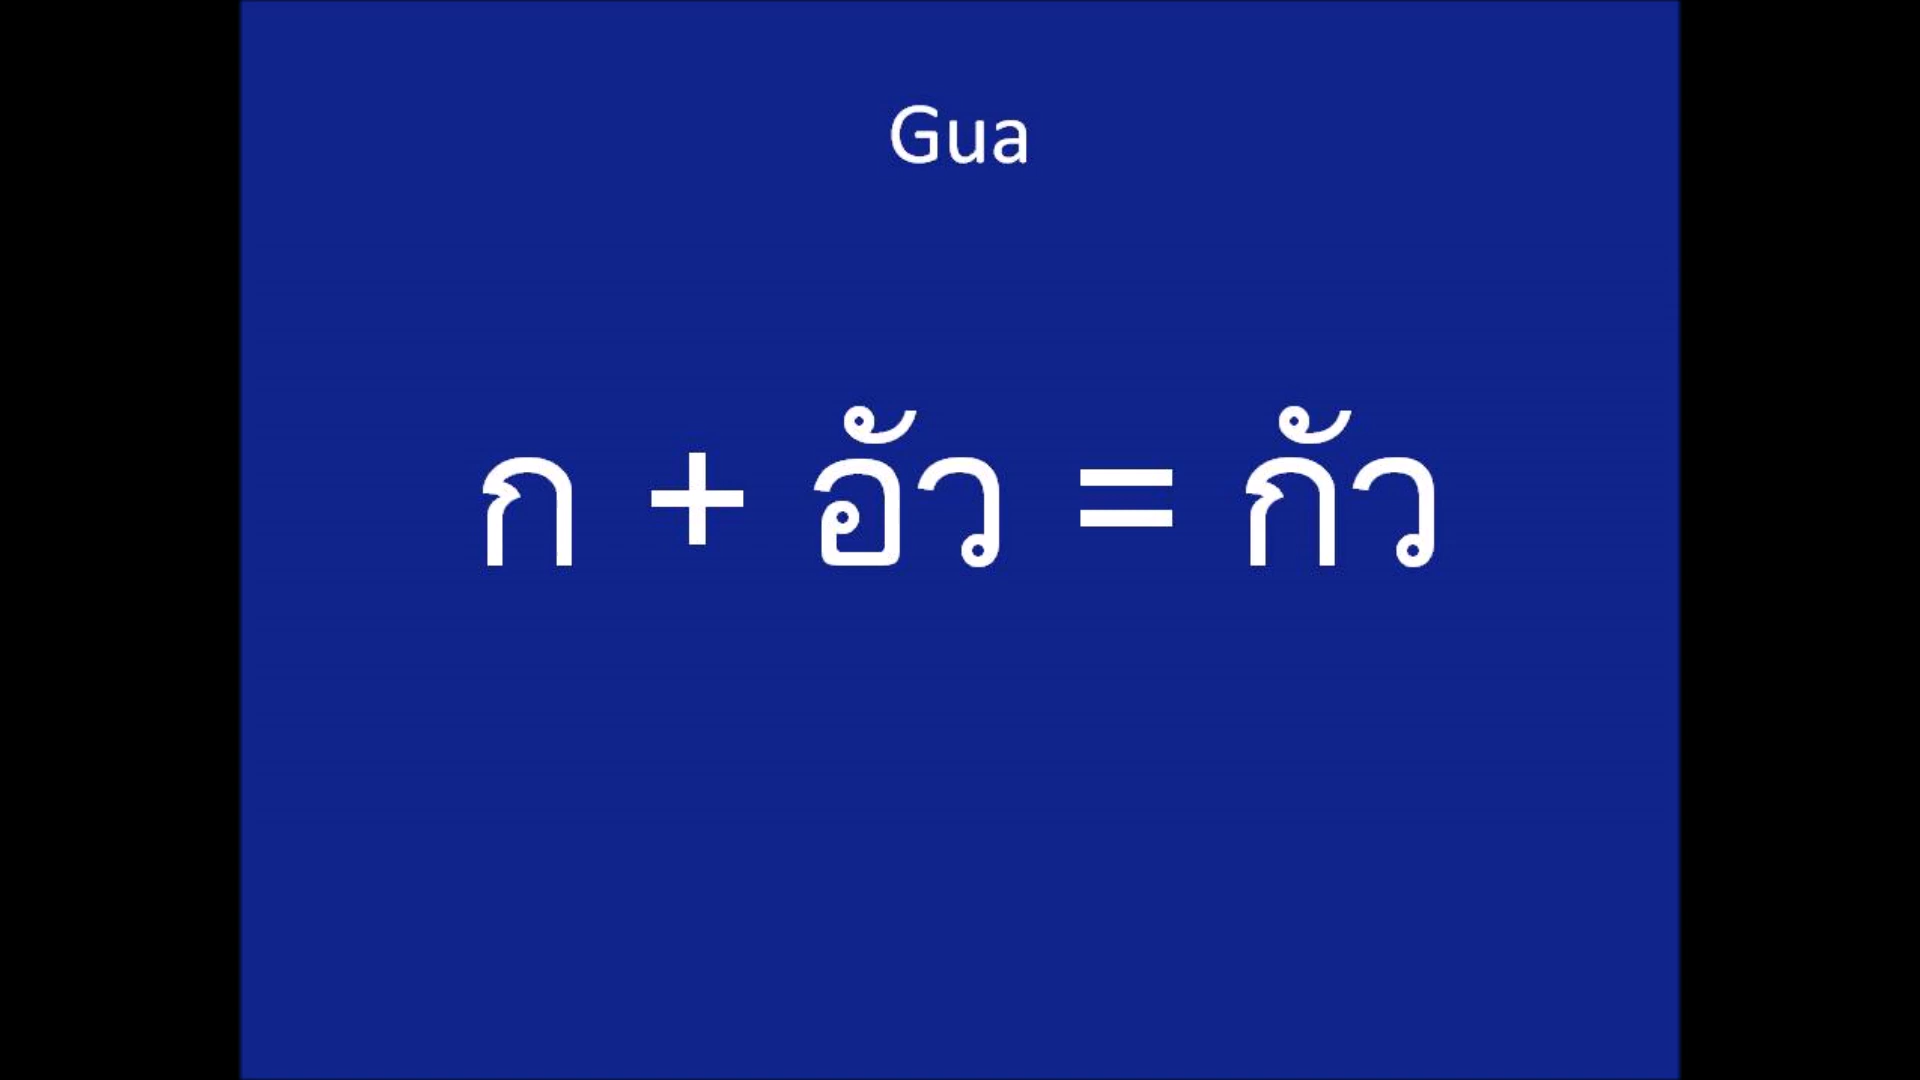 Gua
ก + อัว = กัว